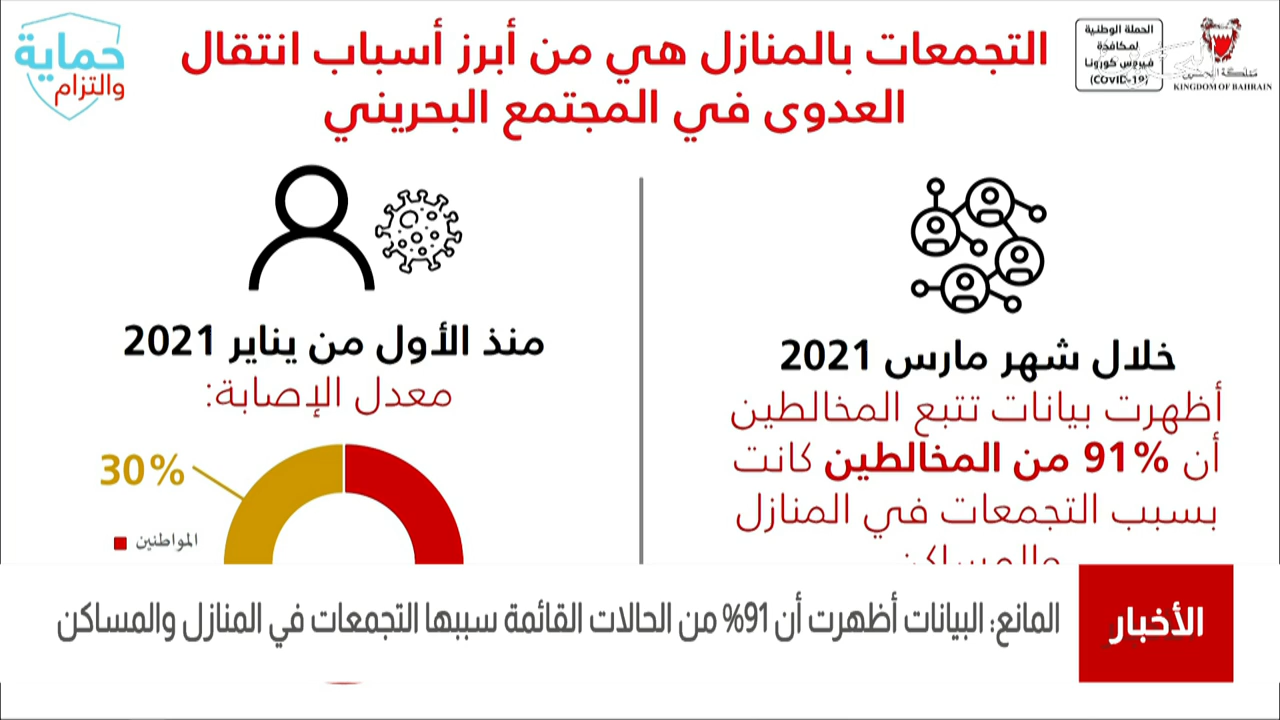 حماية
والتزام
التجمعات بالمنازل هي من أبرز أسباب انتقال
العدوى في المجتمع البحريني
الحملة الوطنية
لمكافحة
فيروس كورونا
(COVID-19)
مملكة البحرين
KINGDOM OF BAHRAIN
خلال شهر مارس 2021
أظهرت بيانات تتبع المخالطين
أن 91% من المخالطين كانت
بسبب التجمعات في المنازل
والمساكن
منذ الأول من يناير 2021
معدل الإصابة:
30%
المواطنين
الأخبار
المانع: البيانات أظهرت أن 91% من الحالات القائمة سببها التجمعات في المنازل والمساكن